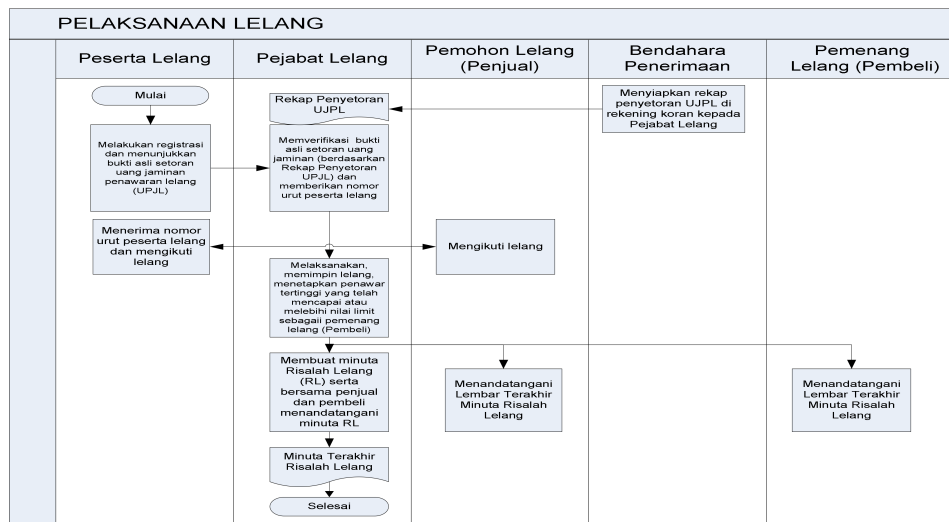 PELAKSANAAN LELANG
Peserta Lelang
Pejabat Lelang
Pemohon Lelang
(Penjual)
Bendahara
Penerimaan
Pemenang
Lelang (Pembeli)
Mulai
Rekap Penyetoran
UJPL
Menyiapkan rekap
penyetoran UJPL di
rekening koran kepada
Pejabat Lelang
Melakukan registrasi
dan menunjukkan
bukti asli setoran
uang jaminan
penawaran lelang
(UPJL)
Memverifikasi bukti
asli setoran uang
jaminan (berdasarkan
Rekap Penyetoran
UPJL) dan
memberikan nomor
urut peserta lelang
Menerima nomor
urut peserta lelang
dan mengikuti
lelang
Mengikuti lelang
Melaksanakan,
memimpin lelang,
menetapkan penawar
tertinggi yang telah
mencapai atau
melebihi nilai limit
sebagaii pemenang
lelang (Pembeli)
Membuat minuta
Risalah Lelang
(RL) serta
bersama penjual
dan pembeli
menandatangani
minuta RL
Menandatangani
Lembar Terakhir
Minuta Risalah
Lelang
Menandatangani
Lembar Terakhir
Minuta Risalah
Lelang
Minuta Terakhir
Risalah Lelang
Selesai